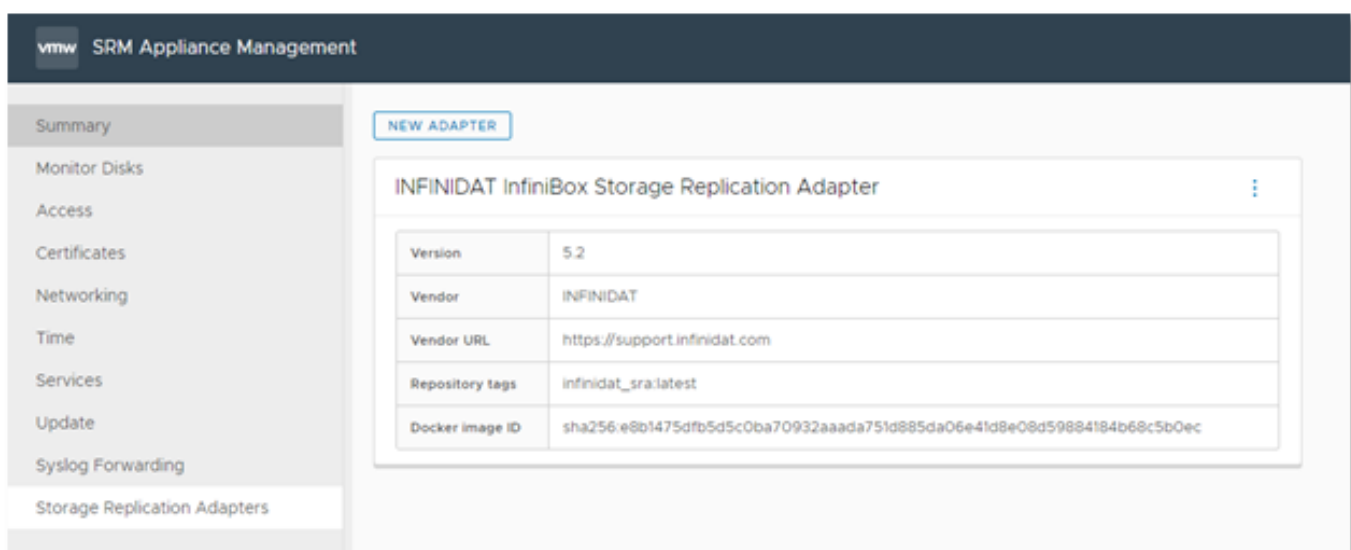 vmw SRM Appliance Management
Summary
Monitor Disks
Access
Certificates
Networking
Time
Services
Update
Syslog Forwarding
Storage Replication Adapters
NEW ADAPTER
INFINIDAT InfiniBox Storage Replication Adapter
Version 5.2
Vendor INFINIDAT
Vendor URL https://support.infinidat.com
Repository tags infinidat_sra:latest
Docker image ID sha256:e8b1475dfb5d5c0ba70932aaada751d885da06e41d8e08d59884184b68c5b0ec